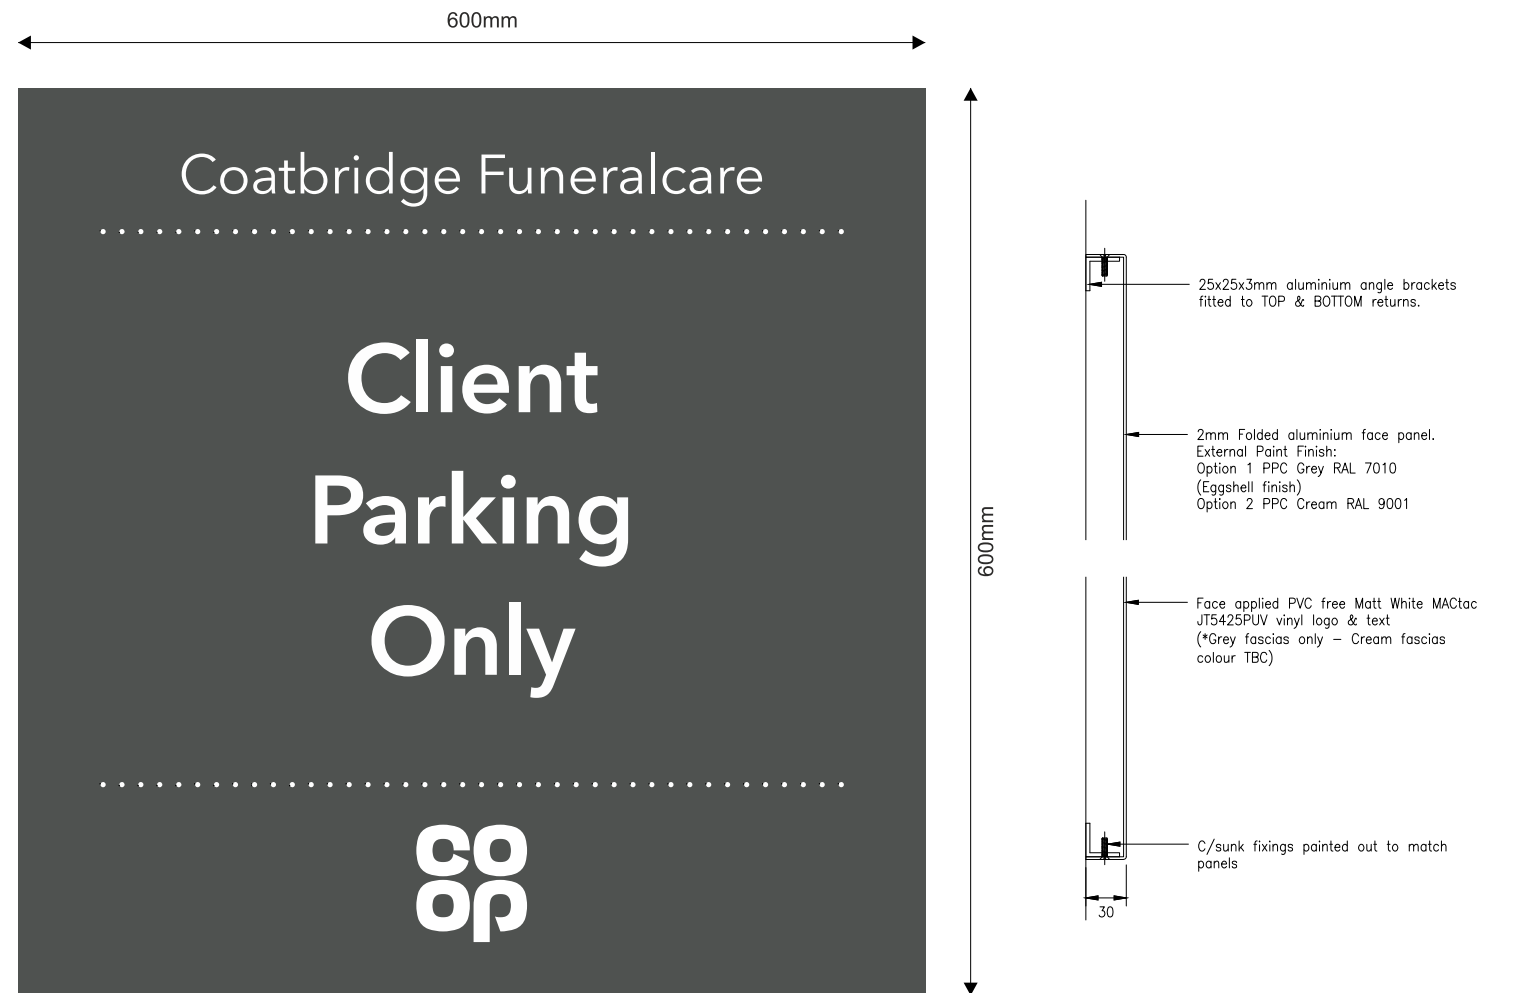 600mm
Coatbridge Funeralcare
Client
Parking
Only
co
op
600mm
25x25x3mm aluminium angle brackets
fitted to TOP & BOTTOM returns.
2mm Folded aluminium face panel.
External Paint Finish:
Option 1 PPC Grey RAL 7010
(Eggshell finish)
Option 2 PPC Cream RAL 9001
Face applied PVC free Matt White MACtac
JT5425PUV vinyl logo & text
(*Grey fascias only – Cream fascias
colour TBC)
C/sunk fixings painted out to match
panels
30